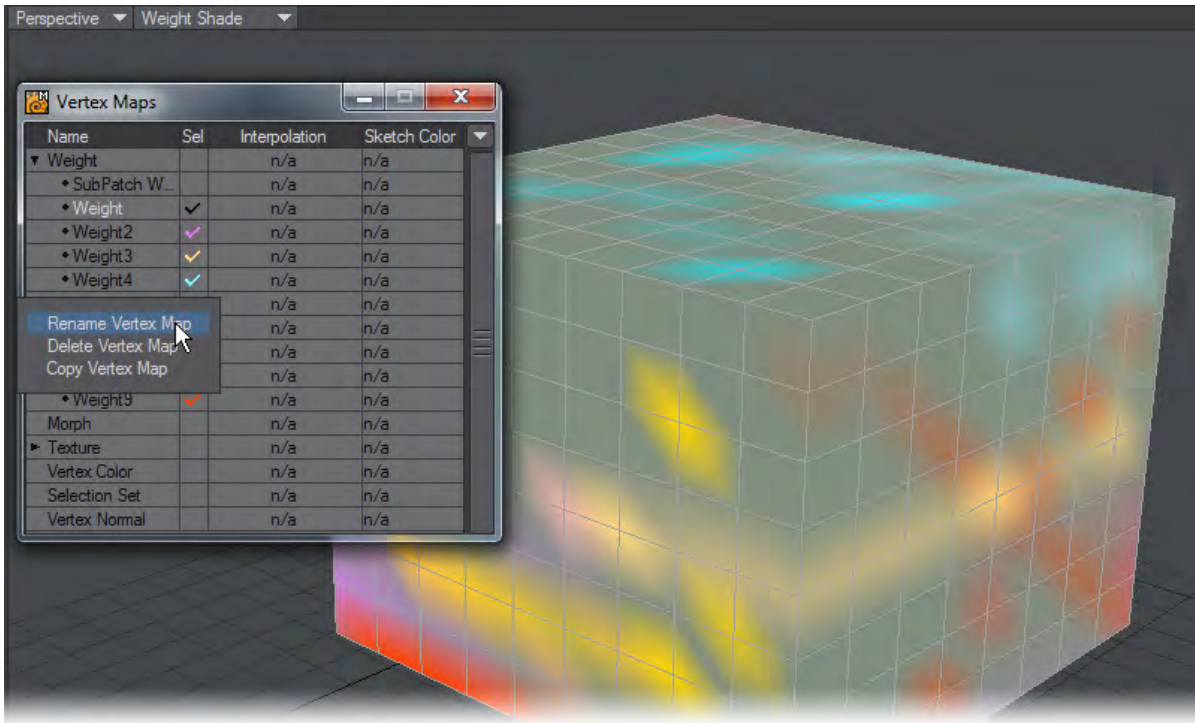 Perspective Weight Shade
Vertex Maps
Name Sel Interpolation Sketch Color
Weight n/a n/a
SubPatch W... n/a n/a
Weight n/a n/a
Weight2 n/a n/a
Weight3 n/a n/a
Weight4 n/a n/a
n/a n/a
Rename Vertex Map n/a n/a
Delete Vertex Map n/a n/a
Copy Vertex Map n/a n/a
Weight9 n/a n/a
Morph n/a n/a
Texture n/a n/a
Vertex Color n/a n/a
Selection Set n/a n/a
Vertex Normal n/a n/a